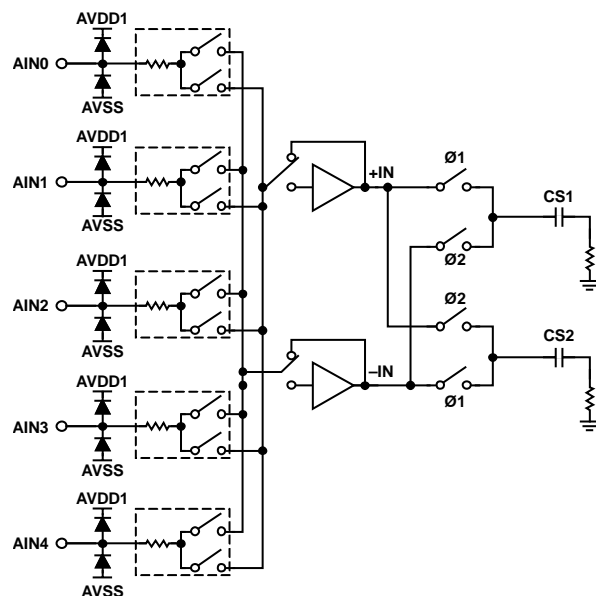 AVDD1
AIN0
AVSS
AVDD1
AIN1
AVSS
AVDD1
AIN2
AVSS
AVDD1
AIN3
AVSS
AVDD1
AIN4
AVSS
+IN
–IN
Ø1
Ø2
Ø2
Ø1
CS1
CS2